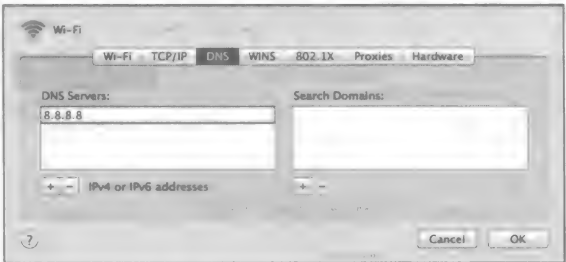 Wi-Fi
Wi-Fi TCP/IP DNS WINS 802.1X Proxies Hardware
DNS Servers: Search Domains:
8.8.8.8
+ - IPv4 or IPv6 addresses + -
? Cancel OK